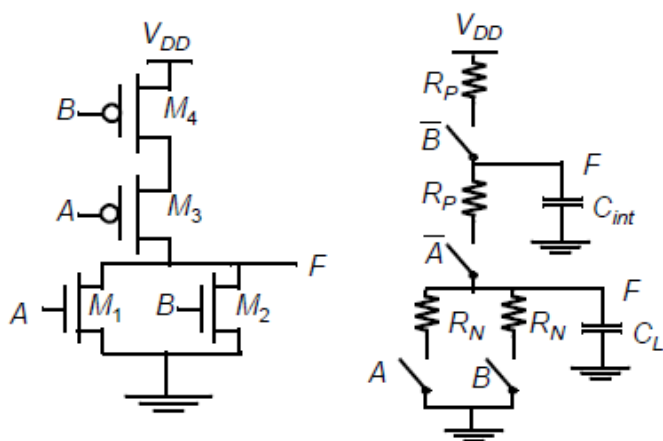 V_DD
B
M_4
A
M_3
F
A
M_1
B
M_2
V_DD
R_P
B̅
F
R_P
C_int
A̅
F
R_N
R_N
C_L
A
B